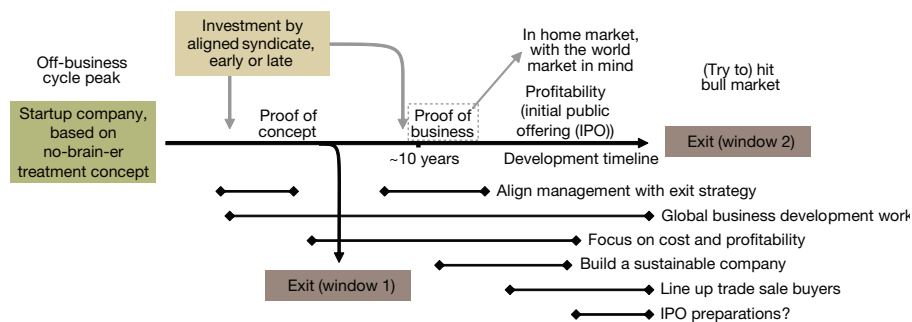 Off-business
cycle peak
Startup company,
based on
no-brain-er
treatment concept
Investment by
aligned syndicate,
early or late
Proof of
concept
Proof of
business
~10 years
In home market,
with the world
market in mind
Profitability
(initial public
offering (IPO))
Development timeline
(Try to) hit
bull market
Exit (window 2)
Align management with exit strategy
Global business development work
Focus on cost and profitability
Exit (window 1)
Build a sustainable company
Line up trade sale buyers
IPO preparations?